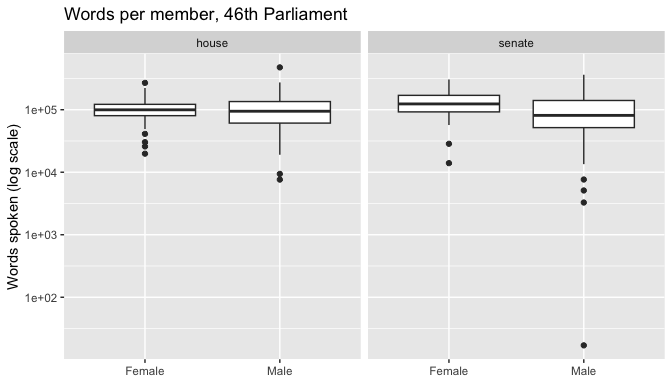 Words per member, 46th Parliament
house
senate
Words spoken (log scale)
1e+05
1e+04
1e+03
1e+02
Female
Male
Female
Male